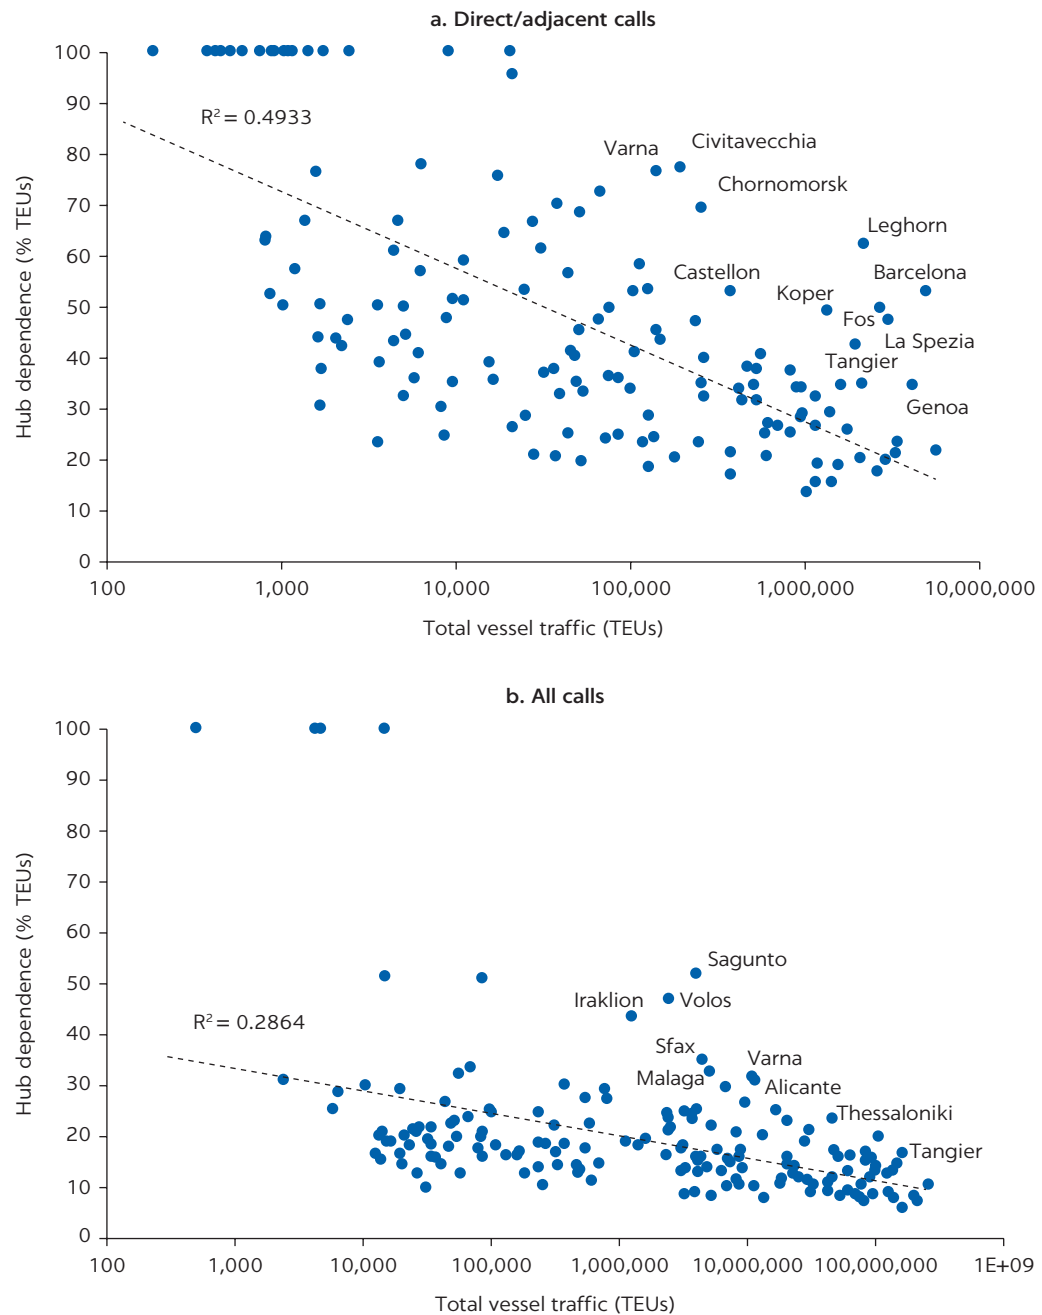 a. Direct/adjacent calls
Hub dependence (% TEUs)
100
90
80
70
60
50
40
30
20
10
0
R² = 0.4933
Varna
Civitavecchia
Chornomorsk
Leghorn
Castellon
Barcelona
Koper
Fos
La Spezia
Tangier
Genoa
100
1,000
10,000
100,000
1,000,000
10,000,000
Total vessel traffic (TEUs)
b. All calls
Hub dependence (% TEUs)
100
90
80
70
60
50
40
30
20
10
0
R² = 0.2864
Sagunto
Iraklion
Volos
Sfax
Varna
Malaga
Alicante
Thessaloniki
Tangier
100
1,000
10,000
100,000
1,000,000
10,000,000
100,000,000
1E+09
Total vessel traffic (TEUs)